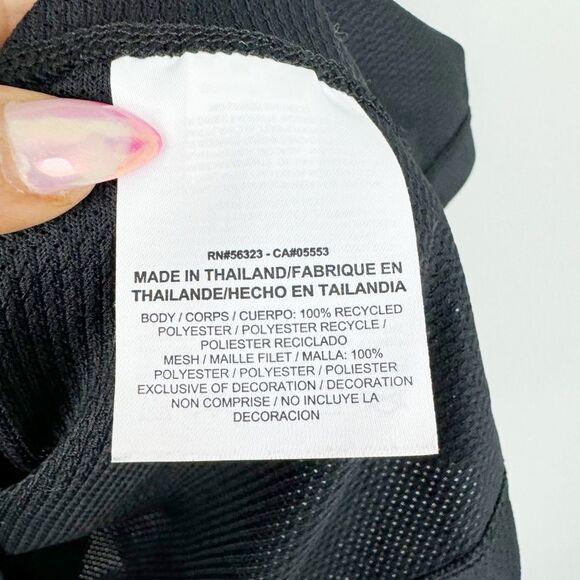 RN#56323 - CA#05553
MADE IN THAILAND/FABRIQUE EN
THAILANDE/HECHO EN TAILANDIA
BODY / CORPS / CUERPO: 100% RECYCLED
POLYESTER / POLYESTER RECYCLE /
POLIESTER RECICLADO
MESH / MAILLE FILET / MALLA: 100%
POLYESTER / POLYESTER / POLIESTER
EXCLUSIVE OF DECORATION / DECORATION
NON COMPRISE / NO INCLUYE LA
DECORACION